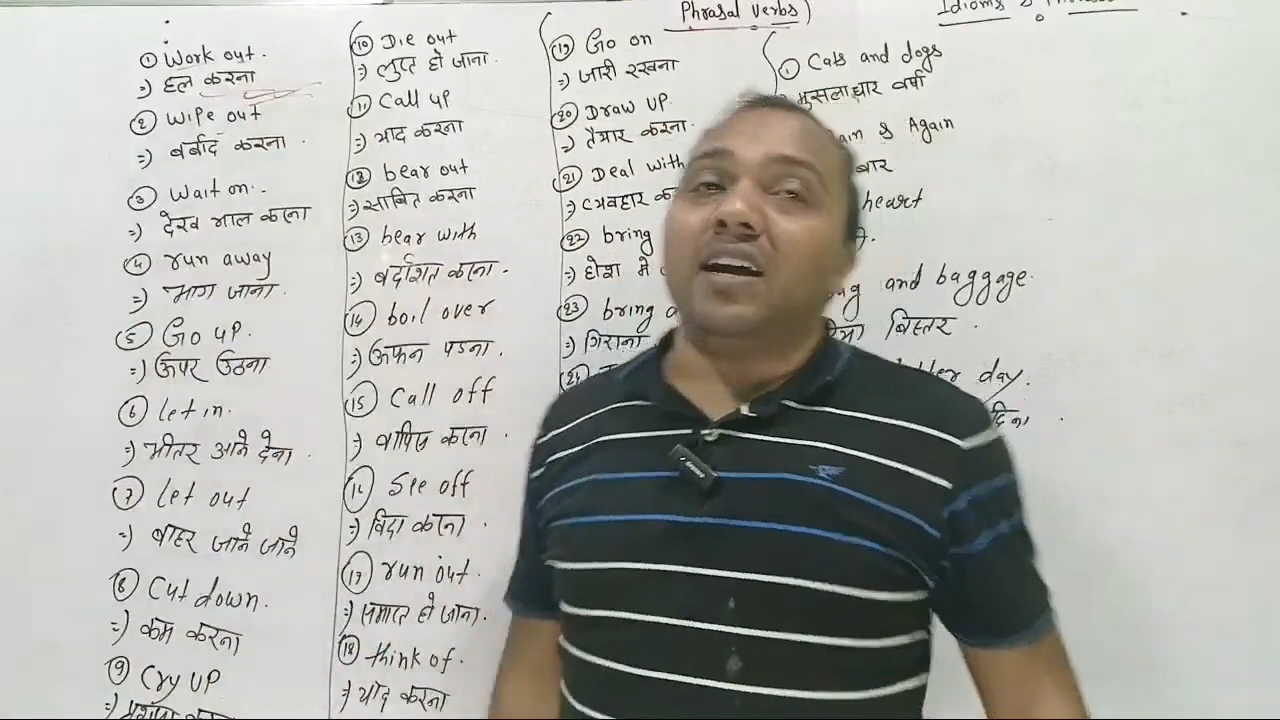 Phrasal verbs)
Idioms &
① Work out.
⇒ हल करना
② Wipe out
⇒ बर्बाद करना.
③ Wait on.
⇒ देख भाल करना
④ run away
⇒ भाग जाना.
⑤ Go up.
⇒ ऊपर उठना
⑥ let in.
⇒ भीतर आने देना.
⑦ let out
⇒ बाहर जाने जाने
⑧ Cut down.
⇒ कम करना
⑨ Cry up
⑩ Die out
⇒ लुप्त हो जाना.
⑪ Call up
⇒ याद करना
⑫ bear out
⇒ साबित करना
⑬ bear with
⇒ बर्दाशत करना.
⑭ boil over
⇒ ऊफन पडना.
⑮ Call off
⇒ वापिस करना.
⑯ See off
⇒ विदा करना.
⑰ run out.
⇒ समाप्त हो जाना.
⑱ think of.
⇒ याद करना
⑲ Go on
⇒ जारी रखना
⑳ Draw up
⇒ तैयार करना.
㉑ Deal with
⇒ व्यवहार
㉒ bring
⇒ होश मे
㉓ bring
⇒ गिराना
㉔
① Cats and dogs
मुसलाधार वर्षा
& Again
बार
heart
and baggage.
बिस्तर.
day.